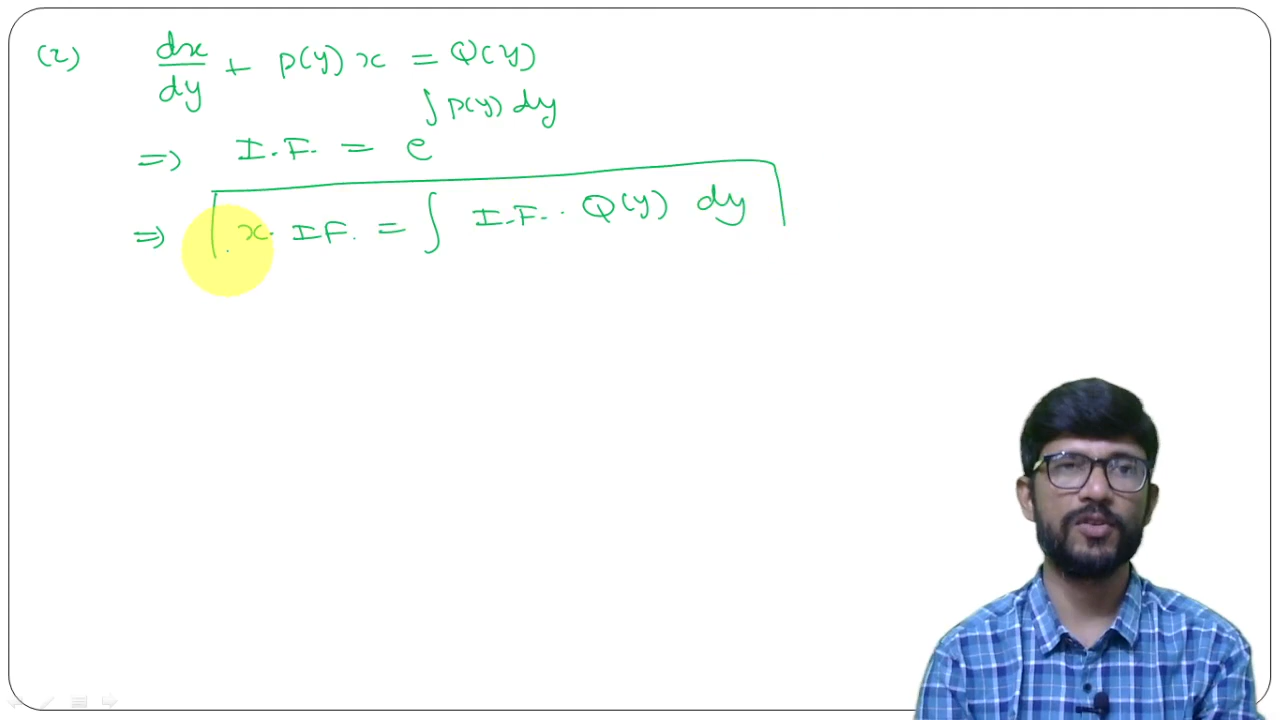 (2) dx/dy + P(y) x = Q(y)
=> I.F. = e^∫ P(y) dy
=> x. I.F. = ∫ I.F. . Q(y) dy